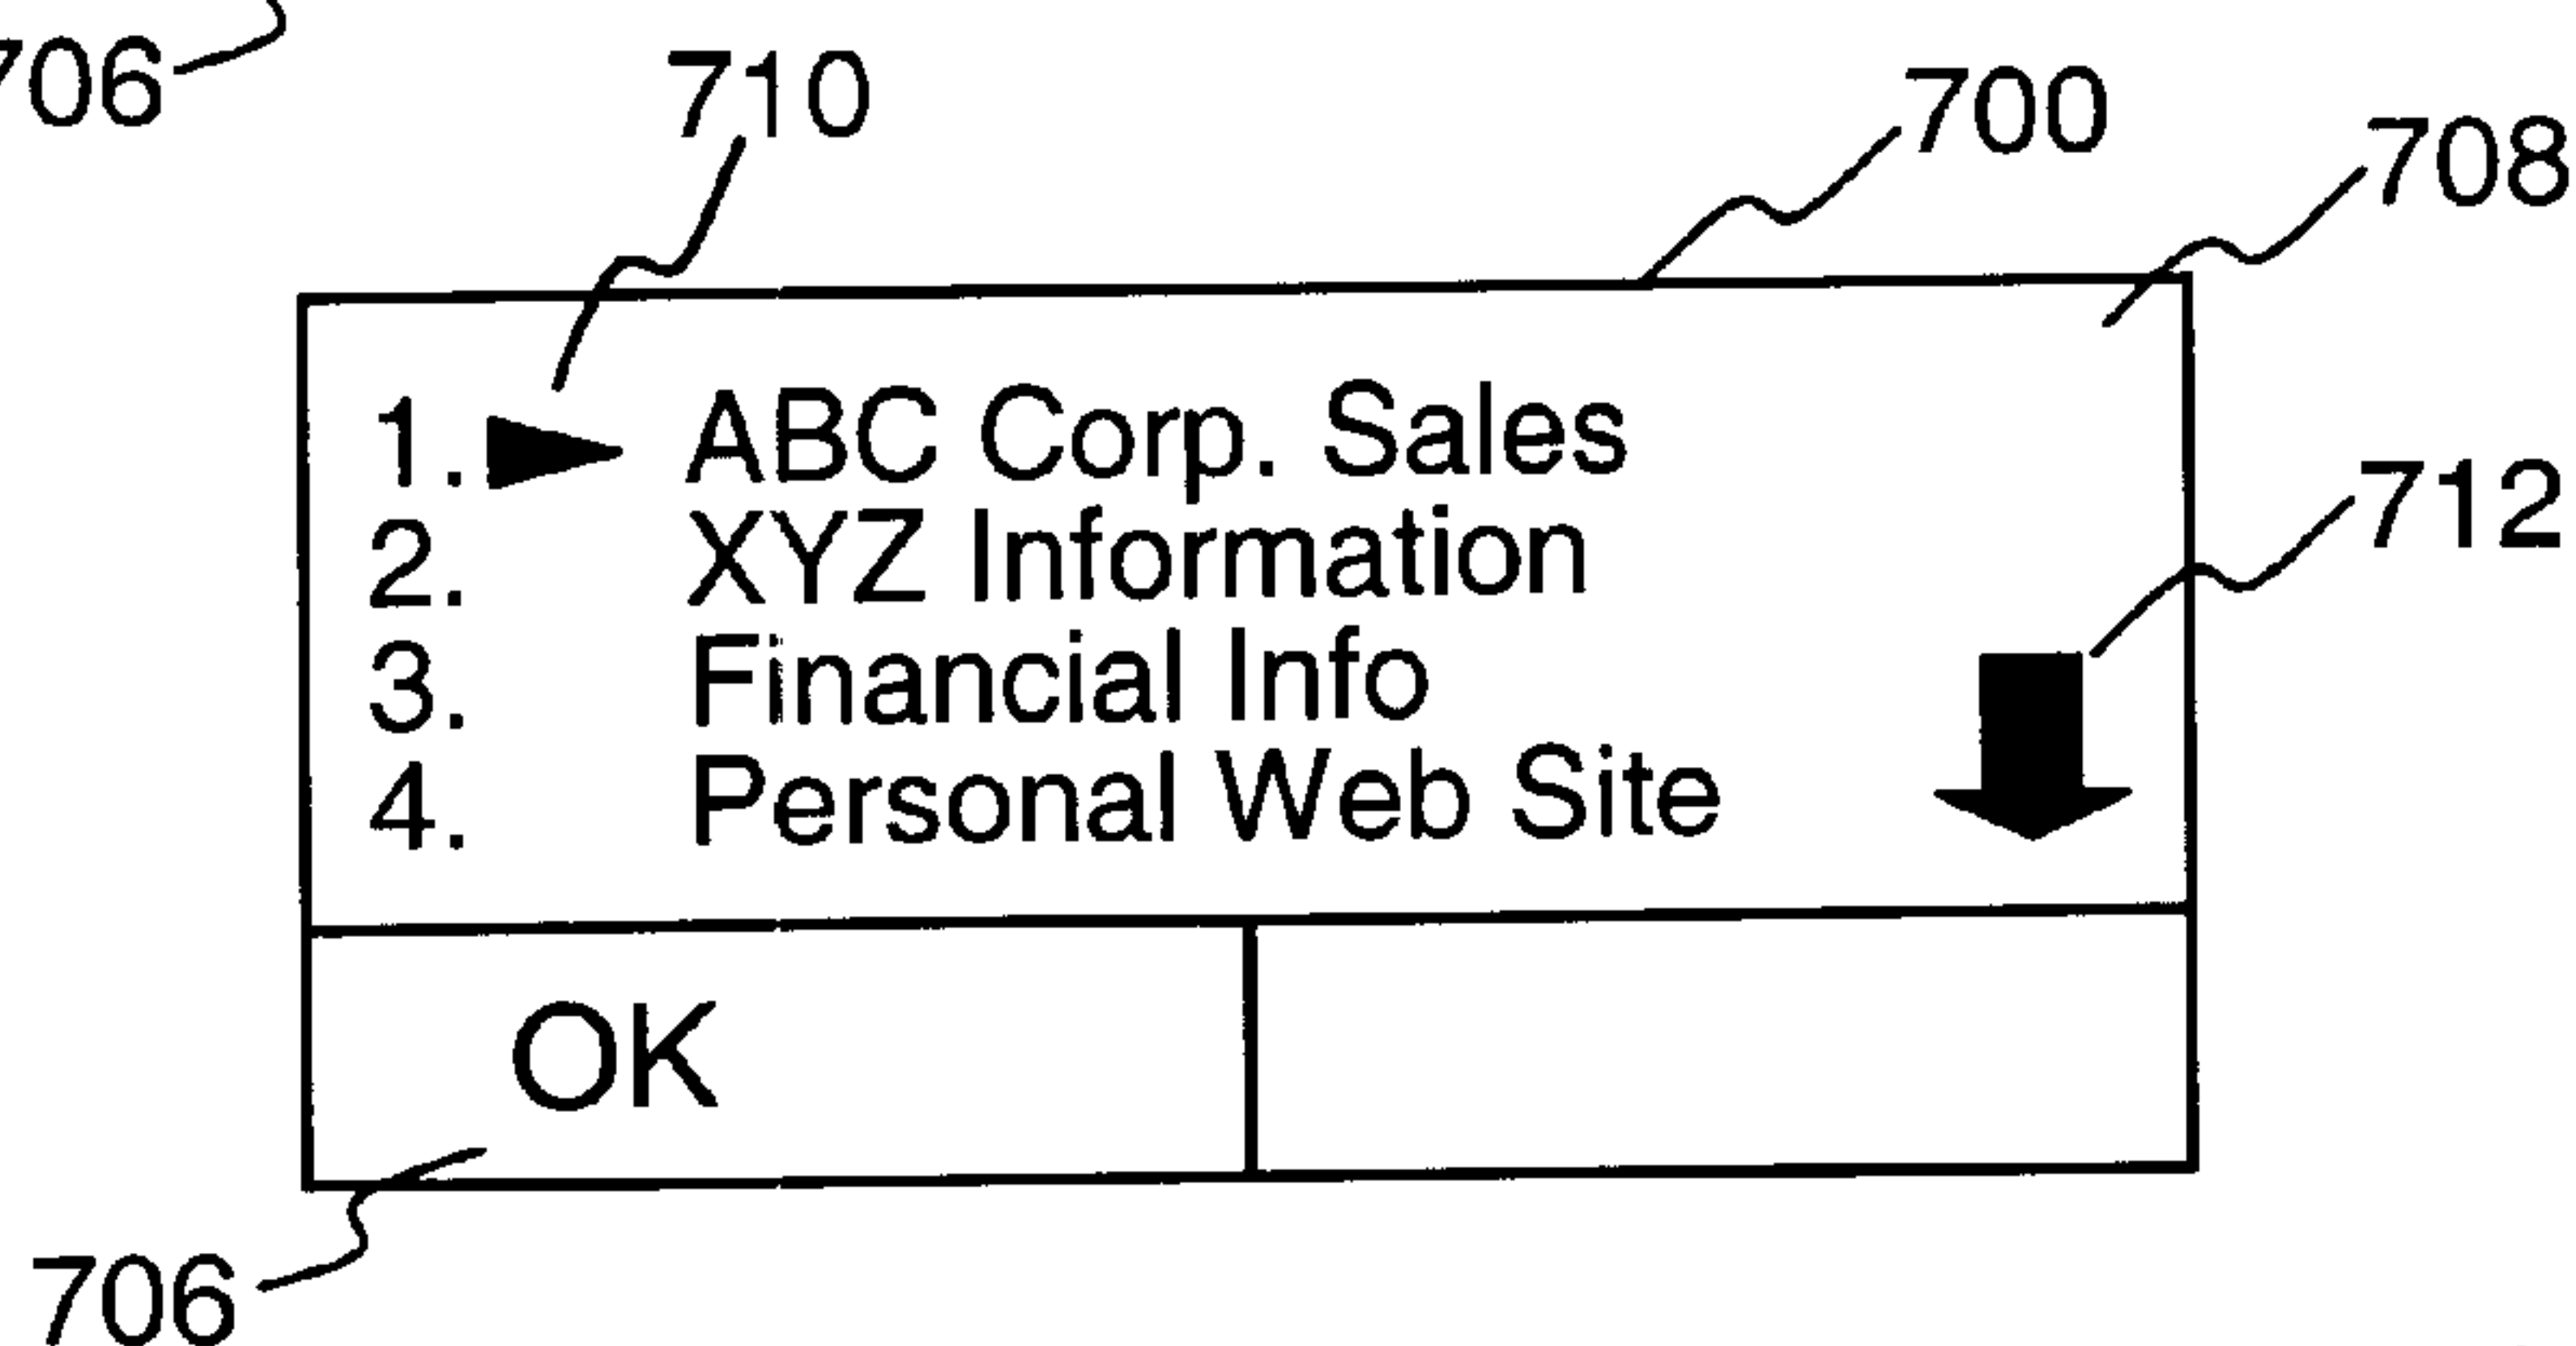 706
710
700
708
1. ABC Corp. Sales
2. XYZ Information
712
3. Financial Info
4. Personal Web Site
OK
706